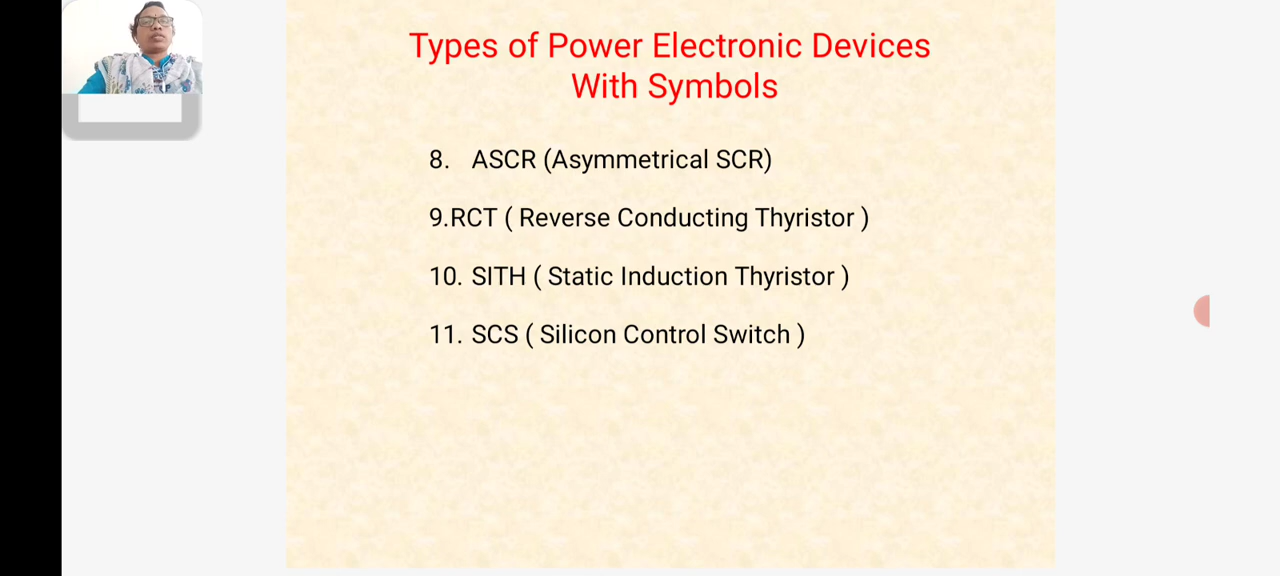 Types of Power Electronic Devices
With Symbols
8. ASCR (Asymmetrical SCR)
9.RCT ( Reverse Conducting Thyristor )
10. SITH ( Static Induction Thyristor )
11. SCS ( Silicon Control Switch )